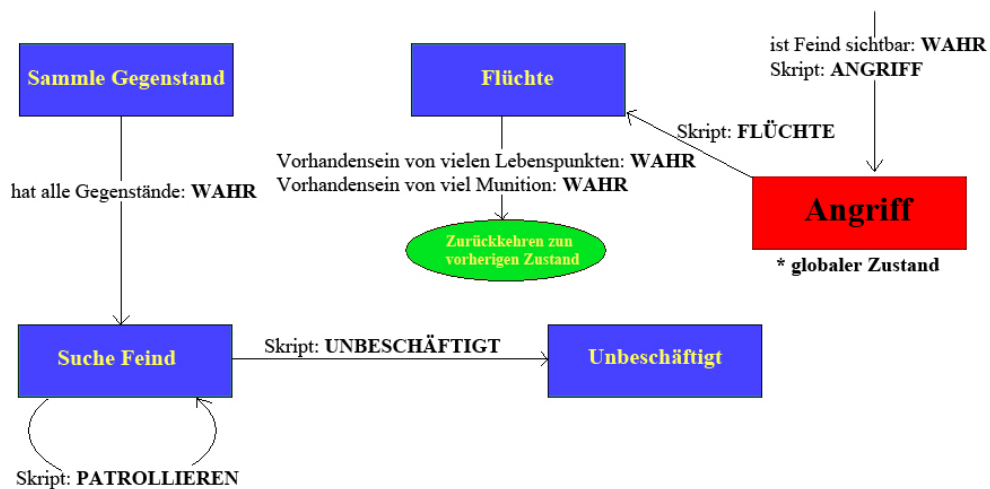 Sammle Gegenstand
hat alle Gegenstände: WAHR
Flüchte
Vorhandensein von vielen Lebenspunkten: WAHR
Vorhandensein von viel Munition: WAHR
Zurückkehren zun
vorherigen Zustand
ist Feind sichtbar: WAHR
Skript: ANGRIFF
Skript: FLÜCHTE
Angriff
* globaler Zustand
Suche Feind
Skript: UNBESCHÄFTIGT
Unbeschäftigt
Skript: PATROLLIEREN